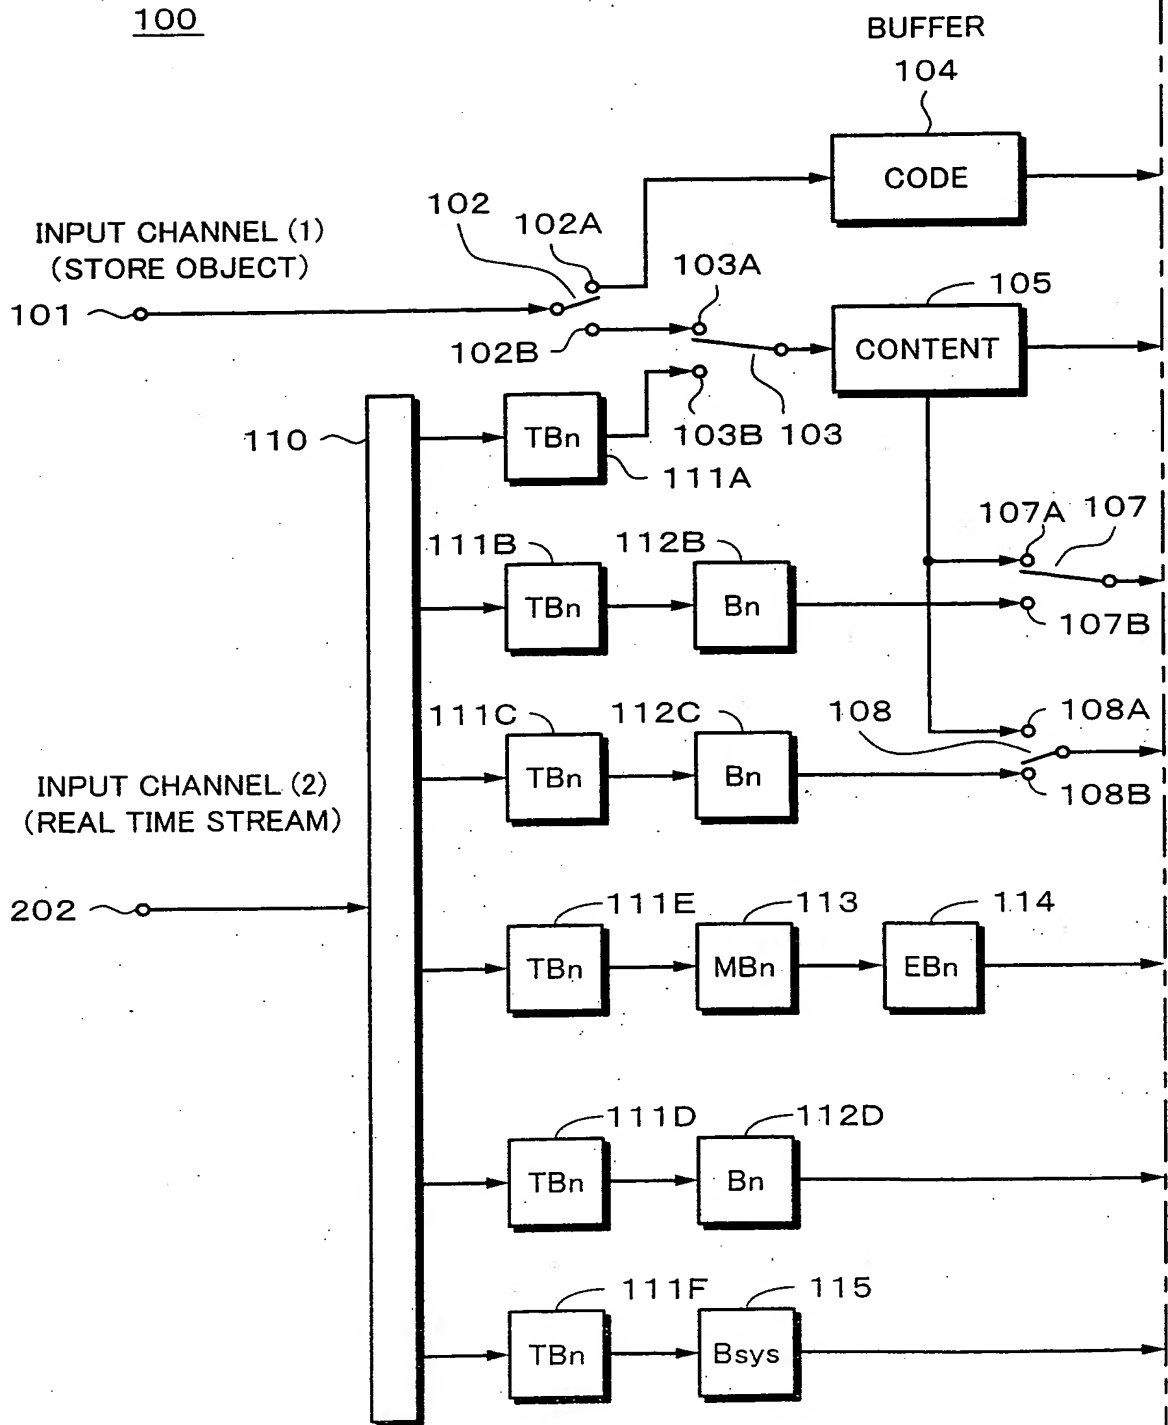 100
BUFFER
104
CODE
102
102A
INPUT CHANNEL (1)
(STORE OBJECT)
103A
105
101
102B
CONTENT
110
TBn
103B
103
111A
107A
107
111B
112B
TBn
Bn
107B
111C
112C
108
108A
INPUT CHANNEL (2)
(REAL TIME STREAM)
TBn
Bn
108B
202
111E
113
114
TBn
MBn
EBn
111D
112D
TBn
Bn
111F
115
TBn
Bsys